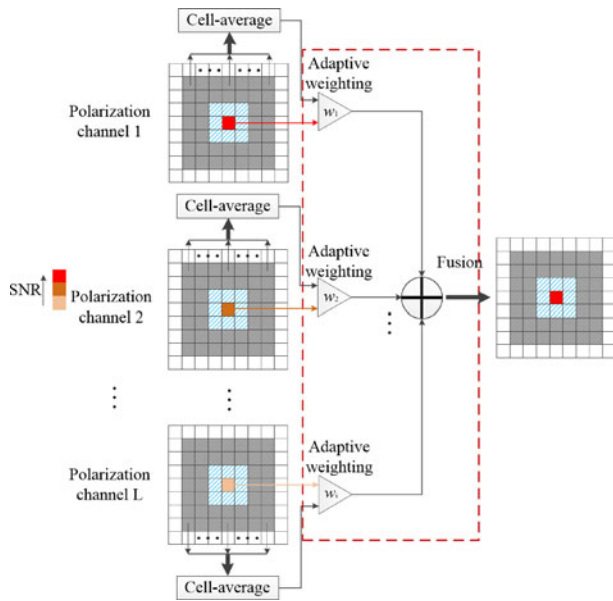 Cell-average
Adaptive
weighting
Polarization
channel 1
w₁
Cell-average
Adaptive
weighting
Fusion
SNR
Polarization
channel 2
w₂
Adaptive
weighting
Polarization
channel L
Cell-average